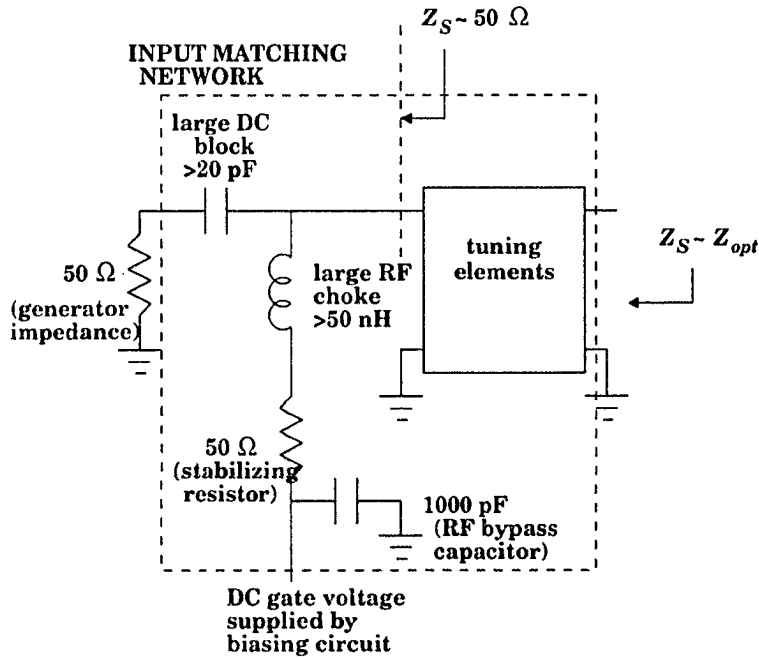 Z_S ~ 50 Ω
INPUT MATCHING
NETWORK
large DC
block
>20 pF
50 Ω
(generator
impedance)
large RF
choke
>50 nH
tuning
elements
Z_S ~ Z_opt
50 Ω
(stabilizing
resistor)
1000 pF
(RF bypass
capacitor)
DC gate voltage
supplied by
biasing circuit